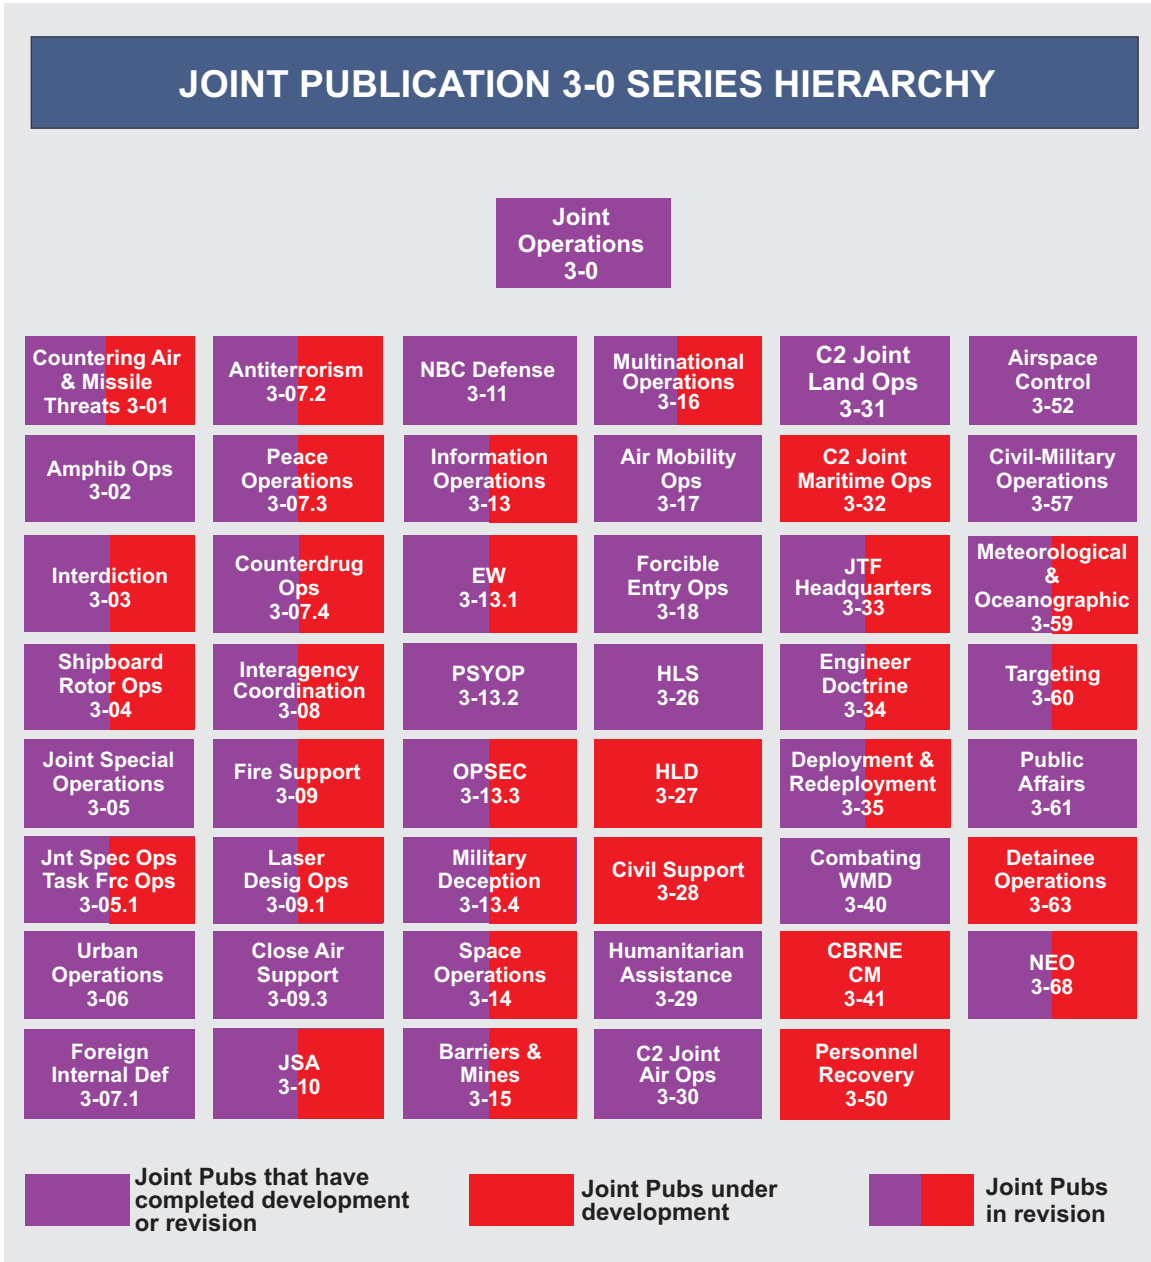 JOINT PUBLICATION 3-0 SERIES HIERARCHY
Joint
Operations
3-0
Countering Air
& Missile
Threats 3-01
Antiterrorism
3-07.2
NBC Defense
3-11
Multinational
Operations
3-16
C2 Joint
Land Ops
3-31
Airspace
Control
3-52
Amphib Ops
3-02
Peace
Operations
3-07.3
Information
Operations
3-13
Air Mobility
Ops
3-17
C2 Joint
Maritime Ops
3-32
Civil-Military
Operations
3-57
Interdiction
3-03
Counterdrug
Ops
3-07.4
EW
3-13.1
Forcible
Entry Ops
3-18
JTF
Headquarters
3-33
Meteorological
&
Oceanographic
3-59
Shipboard
Rotor Ops
3-04
Interagency
Coordination
3-08
PSYOP
3-13.2
HLS
3-26
Engineer
Doctrine
3-34
Targeting
3-60
Joint Special
Operations
3-05
Fire Support
3-09
OPSEC
3-13.3
HLD
3-27
Deployment &
Redeployment
3-35
Public
Affairs
3-61
Jnt Spec Ops
Task Frc Ops
3-05.1
Laser
Desig Ops
3-09.1
Military
Deception
3-13.4
Civil Support
3-28
Combating
WMD
3-40
Detainee
Operations
3-63
Urban
Operations
3-06
Close Air
Support
3-09.3
Space
Operations
3-14
Humanitarian
Assistance
3-29
CBRNE
CM
3-41
NEO
3-68
Foreign
Internal Def
3-07.1
JSA
3-10
Barriers &
Mines
3-15
C2 Joint
Air Ops
3-30
Personnel
Recovery
3-50
Joint Pubs that have
completed development
or revision
Joint Pubs under
development
Joint Pubs
in revision